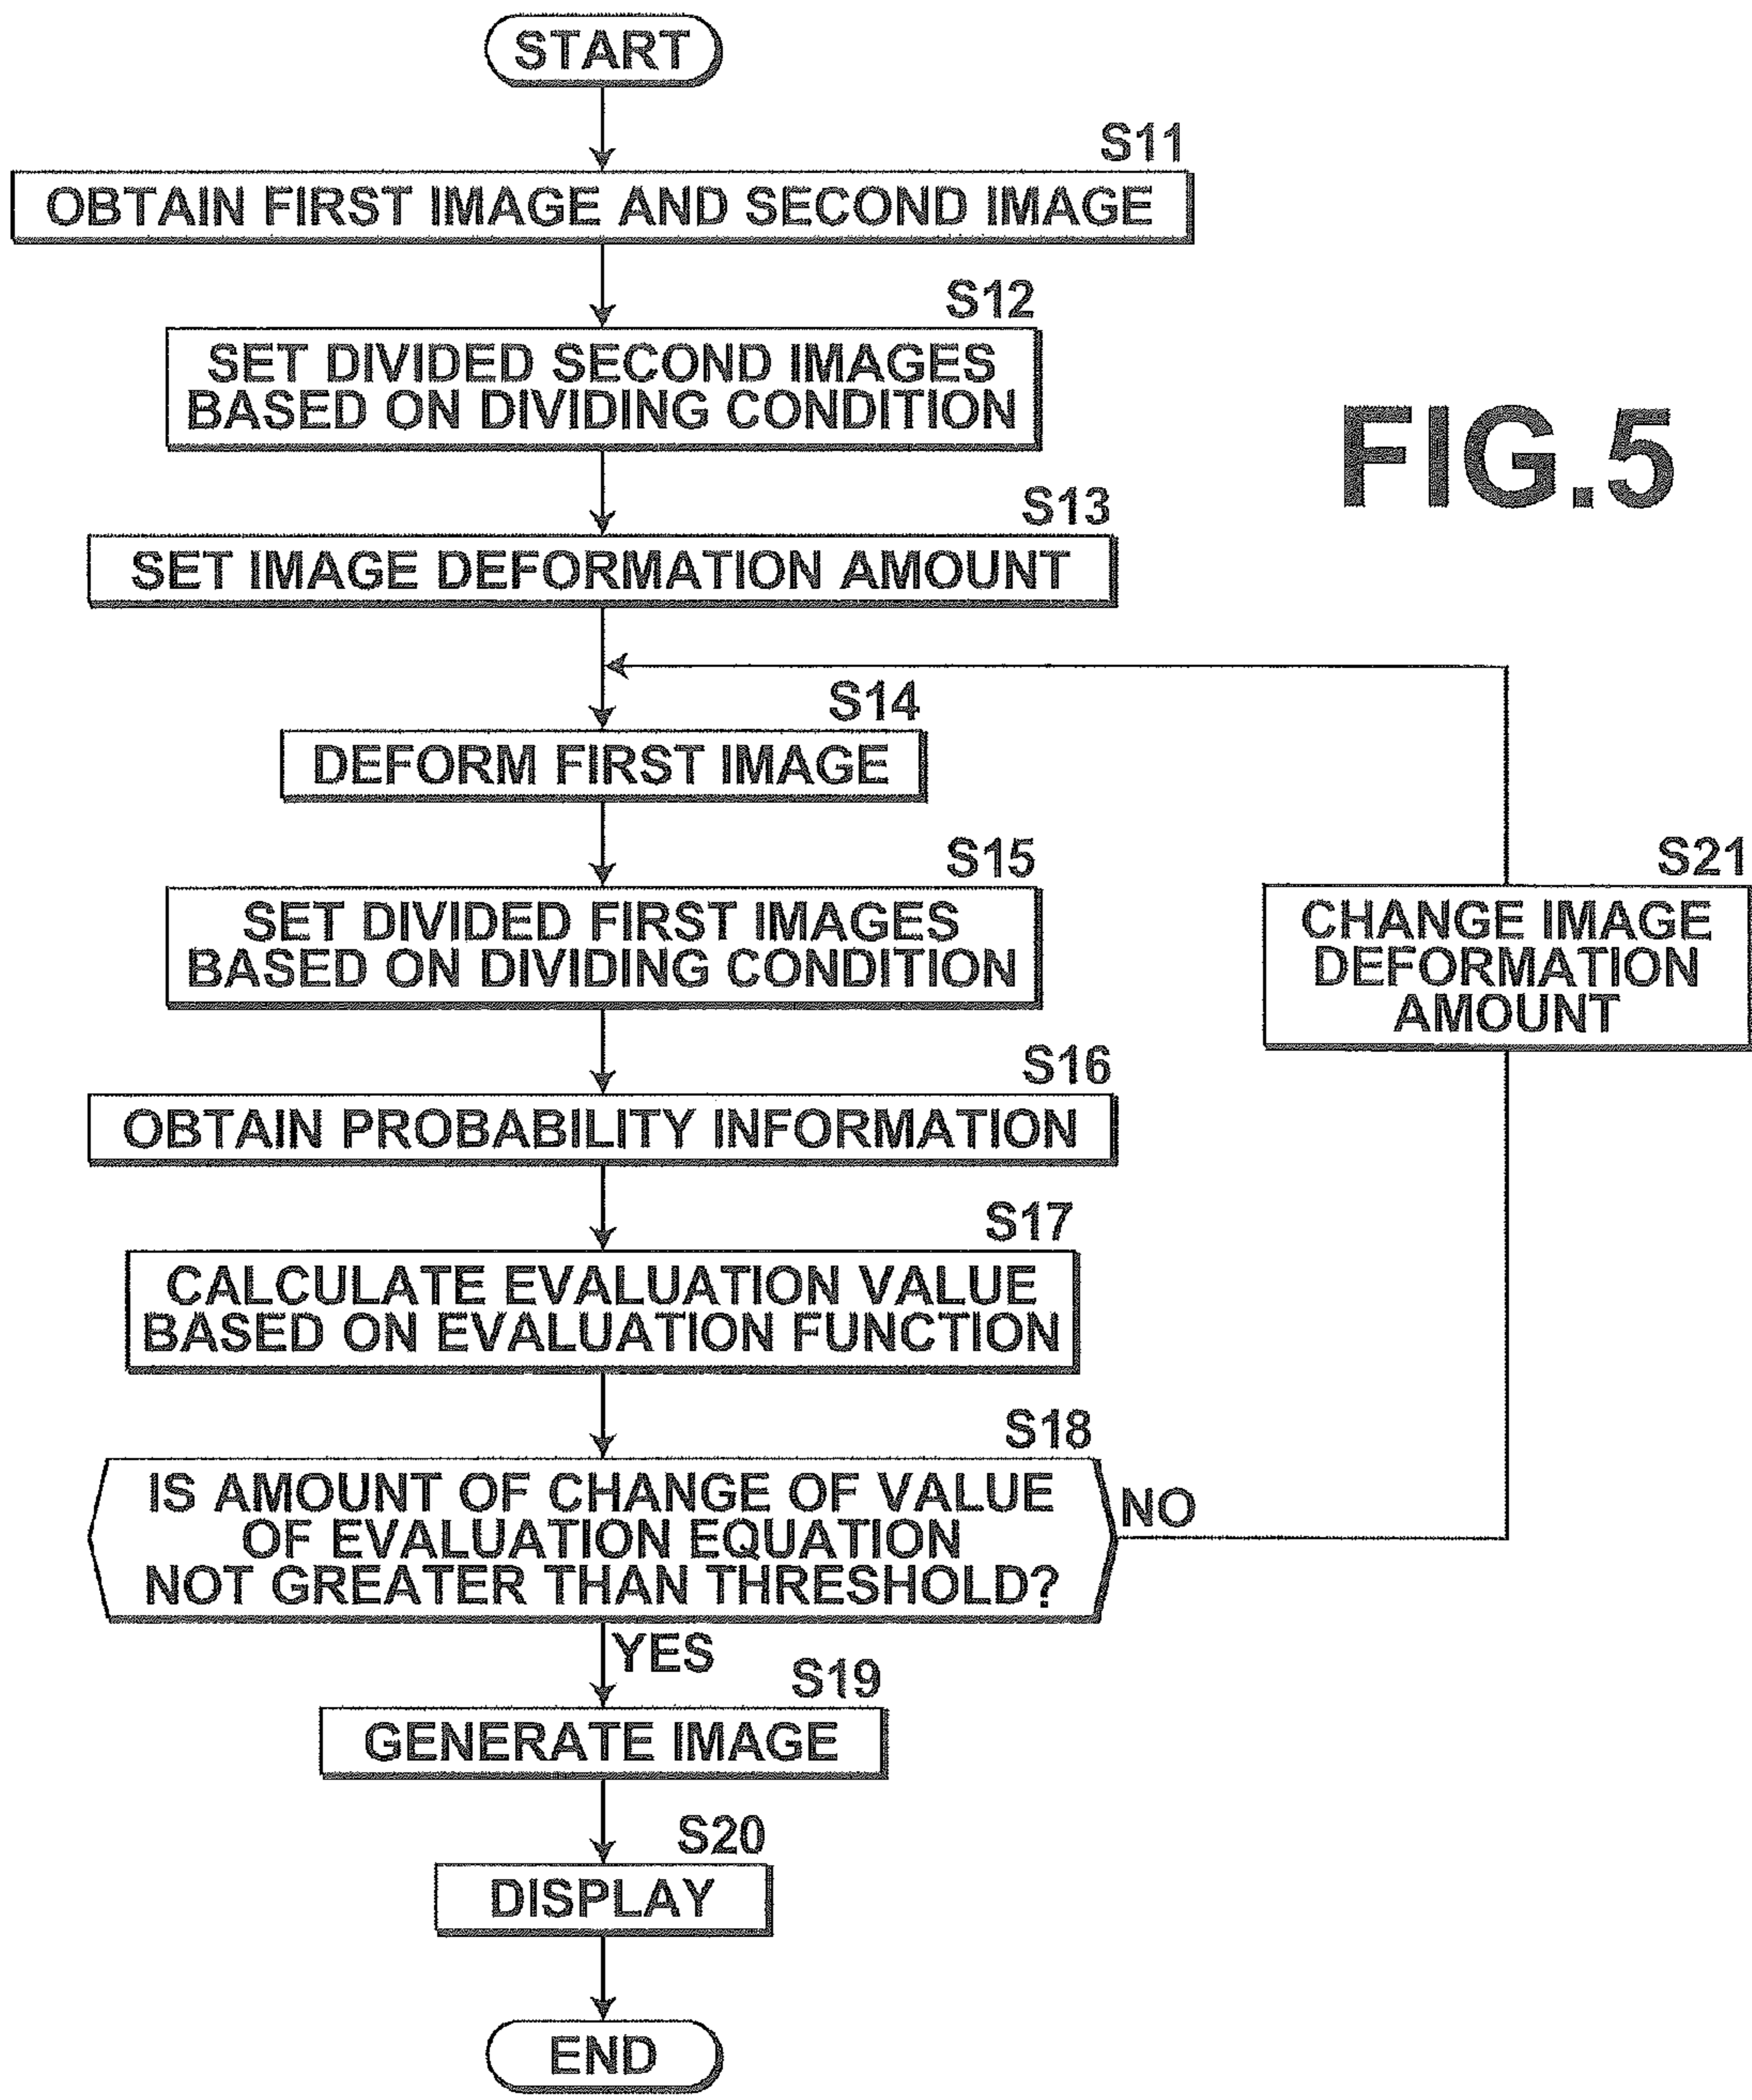 START
S11
OBTAIN FIRST IMAGE AND SECOND IMAGE
S12
SET DIVIDED SECOND IMAGES
BASED ON DIVIDING CONDITION
FIG.5
S13
SET IMAGE DEFORMATION AMOUNT
S14
DEFORM FIRST IMAGE
S15
SET DIVIDED FIRST IMAGES
BASED ON DIVIDING CONDITION
S21
CHANGE IMAGE
DEFORMATION
AMOUNT
S16
OBTAIN PROBABILITY INFORMATION
S17
CALCULATE EVALUATION VALUE
BASED ON EVALUATION FUNCTION
S18
IS AMOUNT OF CHANGE OF VALUE
OF EVALUATION EQUATION
NOT GREATER THAN THRESHOLD?
NO
YES
S19
GENERATE IMAGE
S20
DISPLAY
END